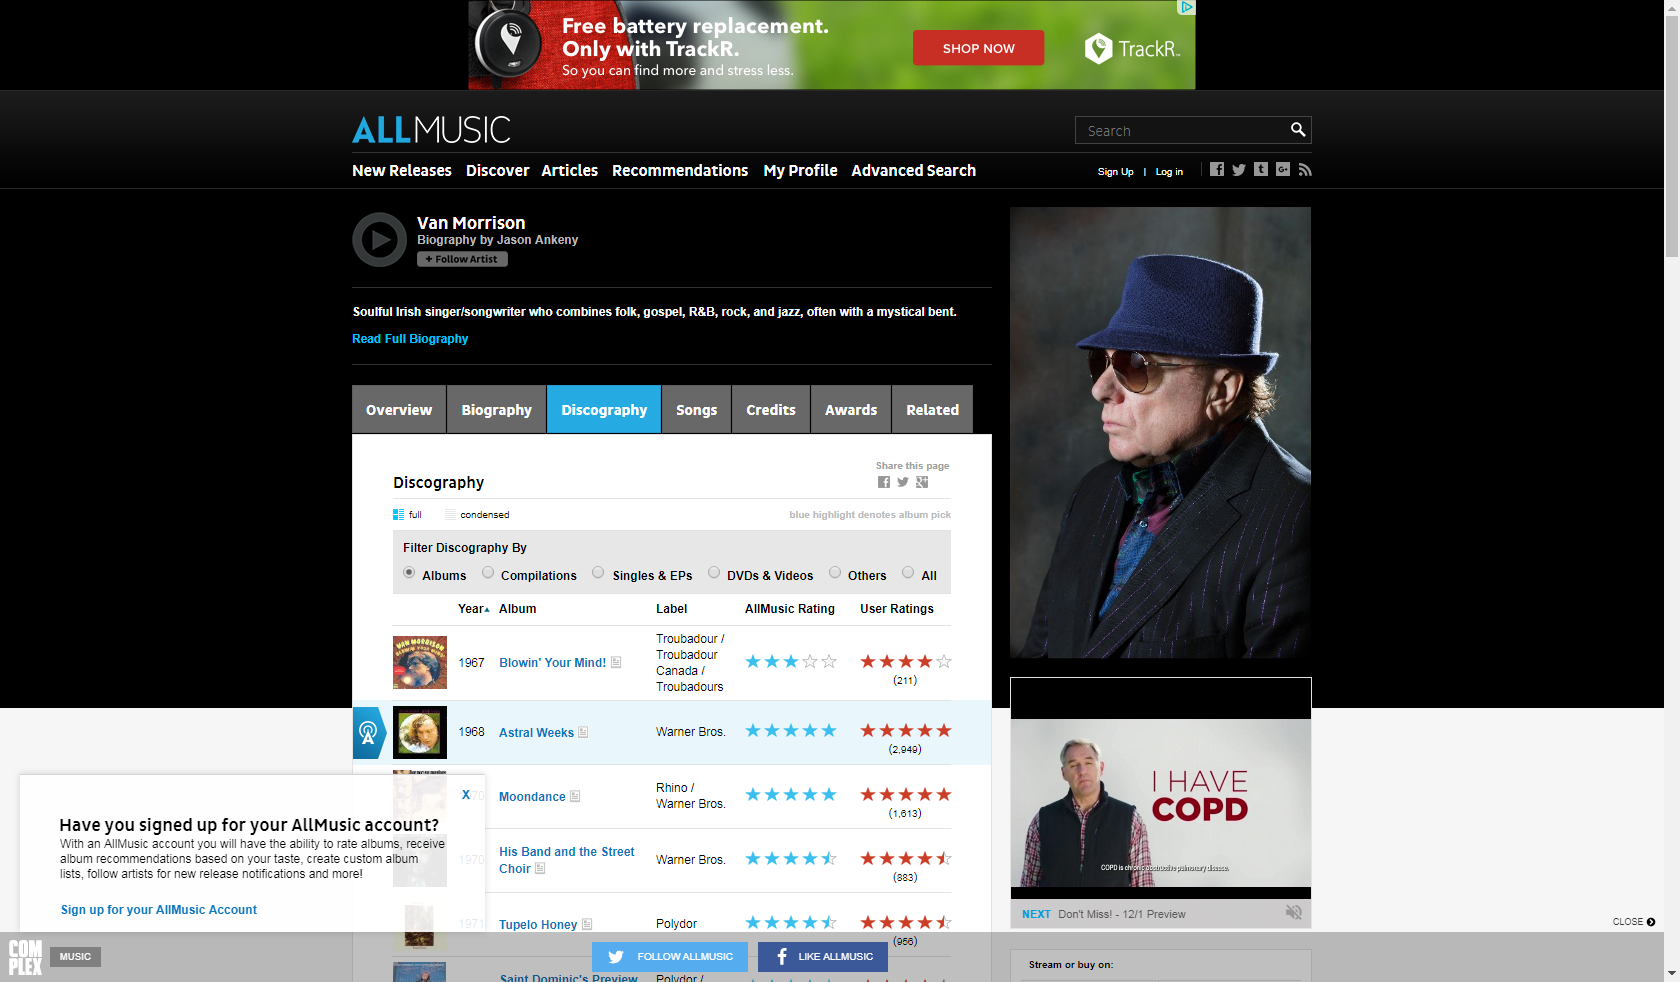 Free battery replacement.
Only with TrackR.
So you can find more and stress less.
SHOP NOW
TrackR
ALLMUSIC
Search
New Releases Discover Articles Recommendations My Profile Advanced Search
Sign Up | Log in
Van Morrison
Biography by Jason Ankeny
+ Follow Artist
Soulful Irish singer/songwriter who combines folk, gospel, R&B, rock, and jazz, often with a mystical bent.
Read Full Biography
Overview Biography Discography Songs Credits Awards Related
Share this page
Discography
full condensed blue highlight denotes album pick
Filter Discography By
Albums Compilations Singles & EPs DVDs & Videos Others All
Year Album Label AllMusic Rating User Ratings
VAN MORRISON
BLOWIN' YOUR MIND!
1967 Blowin' Your Mind!
Troubadour /
Troubadour
Canada /
Troubadours
(211)
1968 Astral Weeks Warner Bros.
(2,949)
1970 Moondance
Rhino /
Warner Bros.
(1,613)
1970 His Band and the Street
Choir
Warner Bros.
(883)
1971 Tupelo Honey Polydor
(956)
Saint Dominic's Preview Polydor /
X
Have you signed up for your AllMusic account?
With an AllMusic account you will have the ability to rate albums, receive
album recommendations based on your taste, create custom album
lists, follow artists for new release notifications and more!
Sign up for your AllMusic Account
I HAVE
COPD
COPD is chronic obstructive pulmonary disease.
NEXT Don't Miss! - 12/1 Preview
CLOSE
Stream or buy on:
COMPLEX
MUSIC
FOLLOW ALLMUSIC
LIKE ALLMUSIC